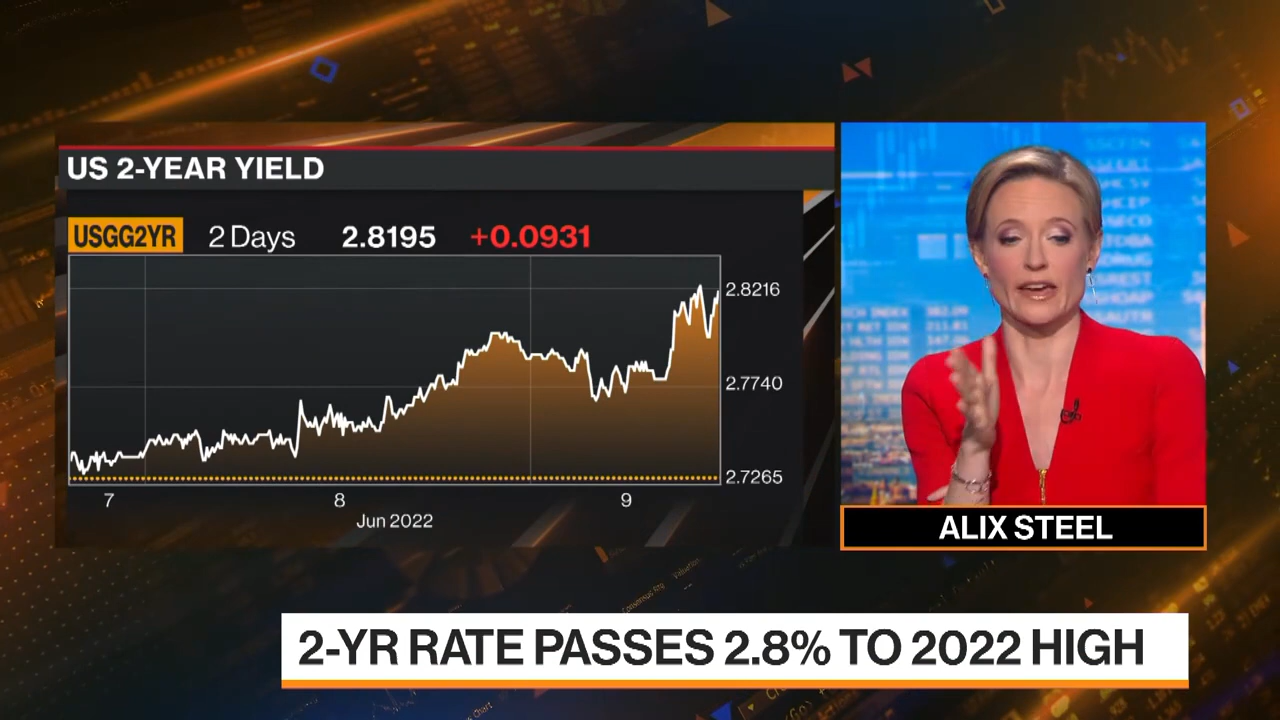 US 2-YEAR YIELD
USGG2YR 2 Days 2.8195 +0.0931
2.8216
2.7740
2.7265
7 8 9
Jun 2022
ALIX STEEL
2-YR RATE PASSES 2.8% TO 2022 HIGH